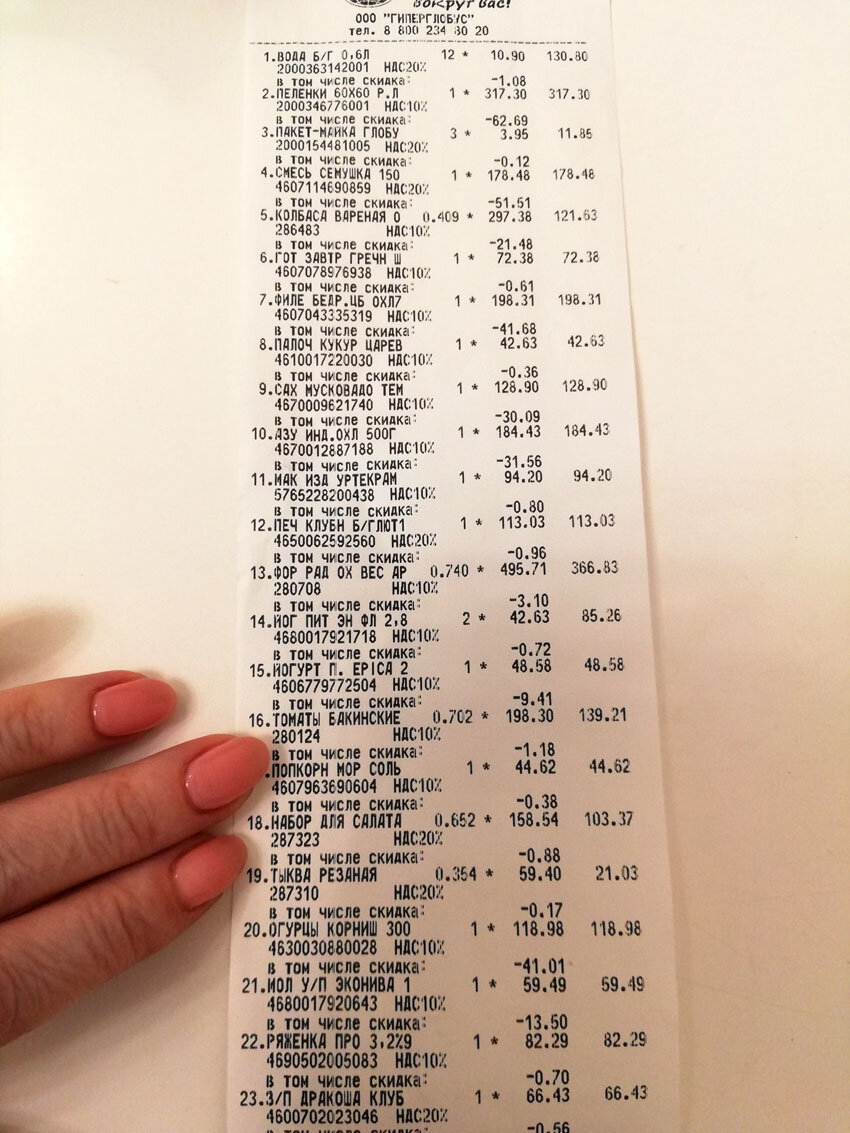 вокруг вас!
ООО "ГИПЕРГЛОБУС"
тел. 8 800 234 80 20
1.ВОДА Б/Г 0,6Л 12 * 10.90 130.80
2000363142001 НДС20%
в том числе скидка: -1.08
2.ПЕЛЕНКИ 60Х60 Р.Л 1 * 317.30 317.30
2000346776001 НДС10%
в том числе скидка: -62.69
3.ПАКЕТ-МАЙКА ГЛОБУ 3 * 3.95 11.85
2000154481005 НДС20%
в том числе скидка: -0.12
4.СМЕСЬ СЕМУШКА 150 1 * 178.48 178.48
4607114690859 НДС20%
в том числе скидка: -51.51
5.КОЛБАСА ВАРЕНАЯ О 0.409 * 297.38 121.63
286483 НДС10%
в том числе скидка: -21.48
6.ГОТ ЗАВТР ГРЕЧН Ш 1 * 72.38 72.38
4607078976938 НДС10%
в том числе скидка: -0.61
7.ФИЛЕ БЕДР.ЦБ ОХЛ7 1 * 198.31 198.31
4607043335319 НДС10%
в том числе скидка: -41.68
8.ПАЛОЧ КУКУР ЦАРЕВ 1 * 42.63 42.63
4610017220030 НДС10%
в том числе скидка: -0.36
9.САХ МУСКОВАДО ТЕМ 1 * 128.90 128.90
4670009621740 НДС10%
в том числе скидка: -30.09
10.АЗУ ИНД.ОХЛ 500Г 1 * 184.43 184.43
4670012887188 НДС10%
в том числе скидка: -31.56
11.МАК ИЗД УРТЕКРАМ 1 * 94.20 94.20
5765228200438 НДС10%
в том числе скидка: -0.80
12.ПЕЧ КЛУБН Б/ГЛЮТ1 1 * 113.03 113.03
4650062592560 НДС20%
в том числе скидка: -0.96
13.ФОР РАД ОХ ВЕС АР 0.740 * 495.71 366.83
280708 НДС10%
в том числе скидка: -3.10
14.ЙОГ ПИТ ЭН ФЛ 2,8 2 * 42.63 85.26
4680017921718 НДС10%
в том числе скидка: -0.72
15.ЙОГУРТ П. EPICA 2 1 * 48.58 48.58
4606779772504 НДС10%
в том числе скидка: -9.41
16.ТОМАТЫ БАКИНСКИЕ 0.702 * 198.30 139.21
280124 НДС10%
в том числе скидка: -1.18
.ПОПКОРН МОР СОЛЬ 1 * 44.62 44.62
4607963690604 НДС10%
в том числе скидка: -0.38
18.НАБОР ДЛЯ САЛАТА 0.652 * 158.54 103.37
287323 НДС20%
в том числе скидка: -0.88
19.ТЫКВА РЕЗАНАЯ 0.354 * 59.40 21.03
287310 НДС20%
в том числе скидка: -0.17
20.ОГУРЦЫ КОРНИШ 300 1 * 118.98 118.98
4630030880028 НДС10%
в том числе скидка: -41.01
21.МОЛ У/П ЭКОНИВА 1 1 * 59.49 59.49
4680017920643 НДС10%
в том числе скидка: -13.50
22.РЯЖЕНКА ПРО 3,2%9 1 * 82.29 82.29
4690502005083 НДС10%
в том числе скидка: -0.70
23.З/П ДРАКОША КЛУБ 1 * 66.43 66.43
4600702023046 НДС20%
в том числе скидка: -0.56